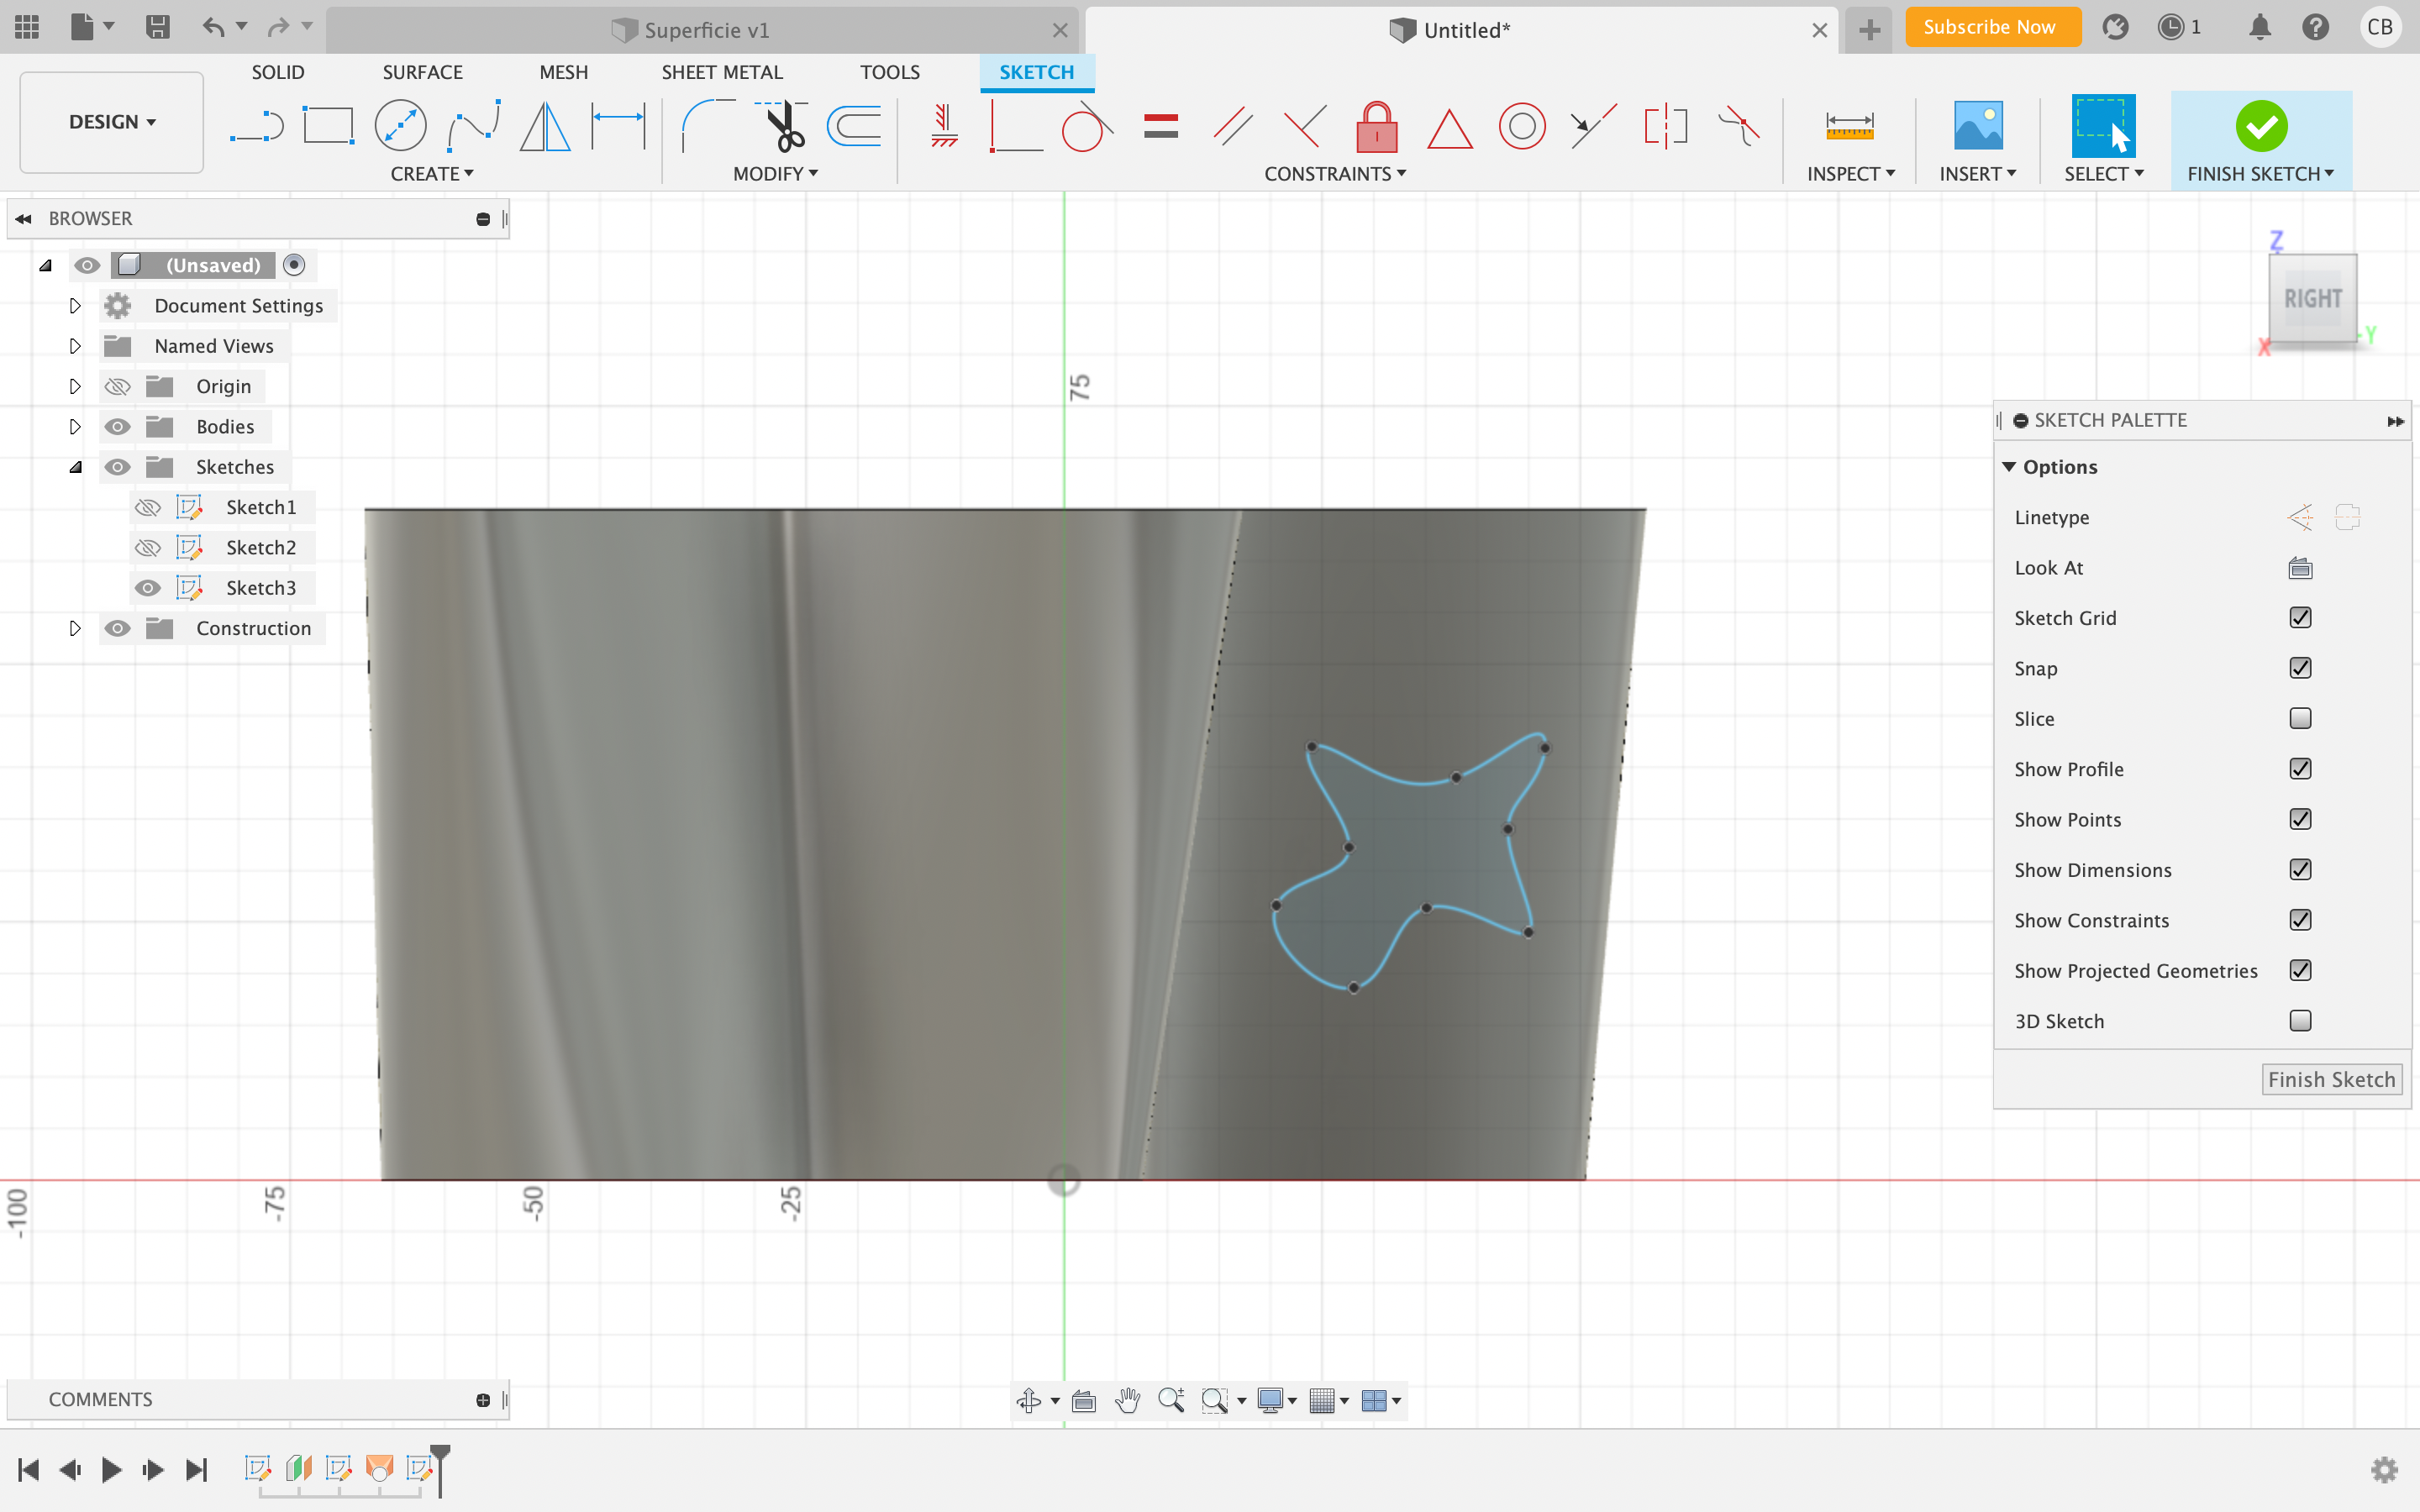 Superficie v1
Untitled*
Subscribe Now
1
CB
DESIGN
SOLID
SURFACE
MESH
SHEET METAL
TOOLS
SKETCH
CREATE
MODIFY
CONSTRAINTS
INSPECT
INSERT
SELECT
FINISH SKETCH
BROWSER
(Unsaved)
Document Settings
Named Views
Origin
Bodies
Sketches
Sketch1
Sketch2
Sketch3
Construction
75
-100
-75
-50
-25
Z
RIGHT
X
-Y
SKETCH PALETTE
Options
Linetype
Look At
Sketch Grid
Snap
Slice
Show Profile
Show Points
Show Dimensions
Show Constraints
Show Projected Geometries
3D Sketch
Finish Sketch
COMMENTS